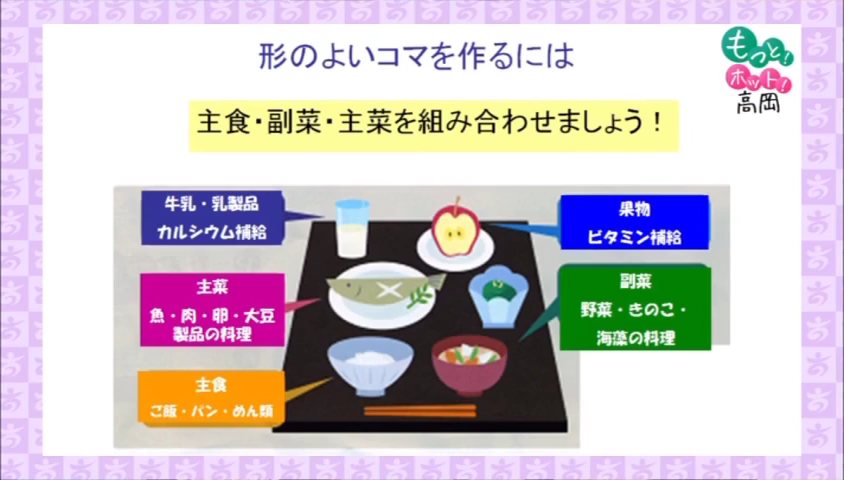 形のよいコマを作るには
もっと!
ホット!
高岡
主食・副菜・主菜を組み合わせましょう！
牛乳・乳製品
カルシウム補給
果物
ビタミン補給
主菜
魚・肉・卵・大豆
製品の料理
副菜
野菜・きのこ・
海藻の料理
主食
ご飯・パン・めん類